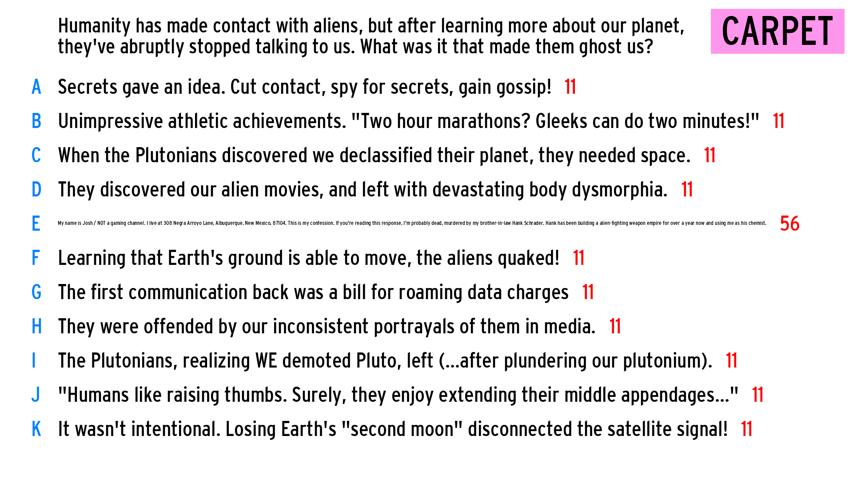 Humanity has made contact with aliens, but after learning more about our planet,
they've abruptly stopped talking to us. What was it that made them ghost us?
CARPET
A Secrets gave an idea. Cut contact, spy for secrets, gain gossip! 11
B Unimpressive athletic achievements. "Two hour marathons? Gleeks can do two minutes!" 11
C When the Plutonians discovered we declassified their planet, they needed space. 11
D They discovered our alien movies, and left with devastating body dysmorphia. 11
E My name is Josh / NOT a gaming channel. I live at 308 Negra Arroyo Lane, Albuquerque, New Mexico, 87104. This is my confession. If you're reading this response, I'm probably dead, murdered by my brother-in-law Hank Schrader. Hank has been building a alien-fighting weapon empire for over a year now and using me as his chemist. 56
F Learning that Earth's ground is able to move, the aliens quaked! 11
G The first communication back was a bill for roaming data charges 11
H They were offended by our inconsistent portrayals of them in media. 11
I The Plutonians, realizing WE demoted Pluto, left (...after plundering our plutonium). 11
J "Humans like raising thumbs. Surely, they enjoy extending their middle appendages..." 11
K It wasn't intentional. Losing Earth's "second moon" disconnected the satellite signal! 11